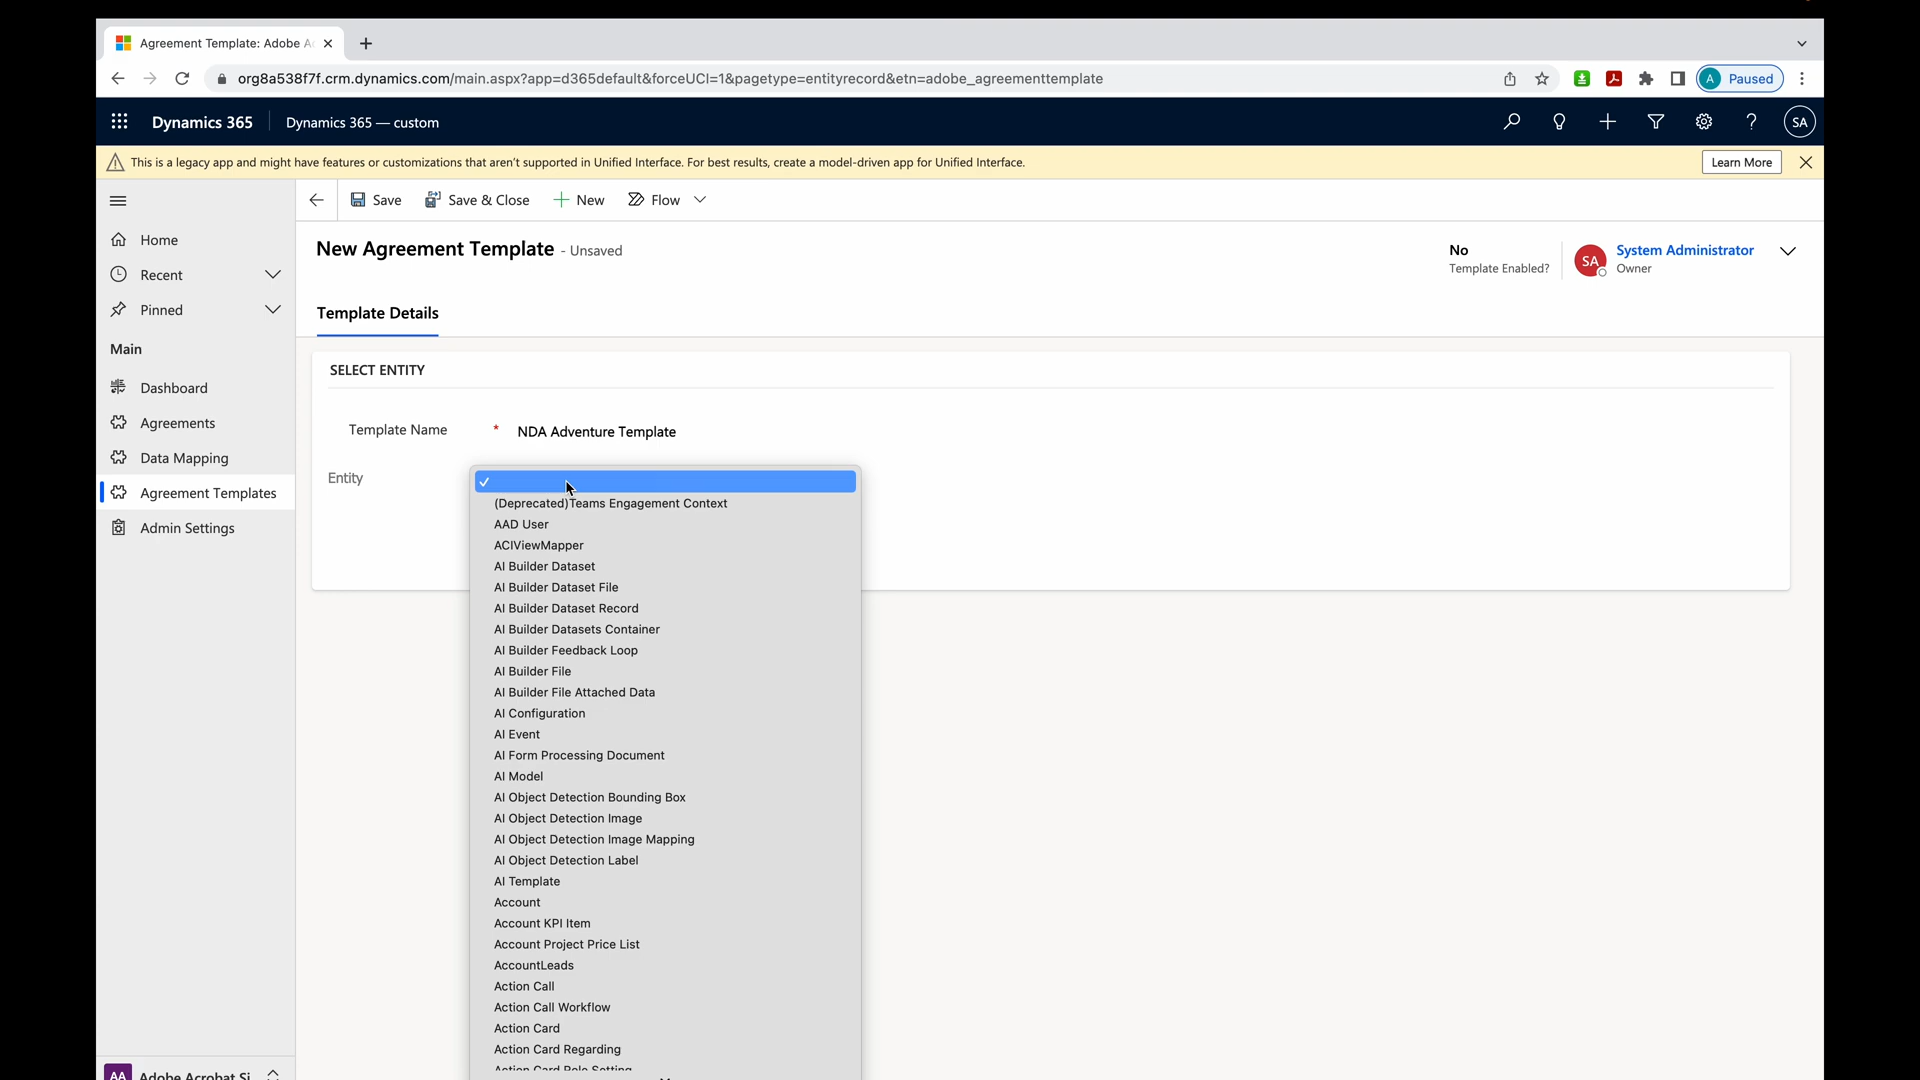 Agreement Template: Adobe A
org8a538f7f.crm.dynamics.com/main.aspx?app=d365default&forceUCI=1&pagetype=entityrecord&etn=adobe_agreementtemplate
A Paused
Dynamics 365
Dynamics 365 — custom
SA
This is a legacy app and might have features or customizations that aren't supported in Unified Interface. For best results, create a model-driven app for Unified Interface.
Learn More
Save
Save & Close
New
Flow
Home
Recent
Pinned
Main
Dashboard
Agreements
Data Mapping
Agreement Templates
Admin Settings
AA Adobe Acrobat Si
New Agreement Template - Unsaved
No
Template Enabled?
SA
System Administrator
Owner
Template Details
SELECT ENTITY
Template Name * NDA Adventure Template
Entity
(Deprecated)Teams Engagement Context
AAD User
ACIViewMapper
AI Builder Dataset
AI Builder Dataset File
AI Builder Dataset Record
AI Builder Datasets Container
AI Builder Feedback Loop
AI Builder File
AI Builder File Attached Data
AI Configuration
AI Event
AI Form Processing Document
AI Model
AI Object Detection Bounding Box
AI Object Detection Image
AI Object Detection Image Mapping
AI Object Detection Label
AI Template
Account
Account KPI Item
Account Project Price List
AccountLeads
Action Call
Action Call Workflow
Action Card
Action Card Regarding
Action Card Role Setting